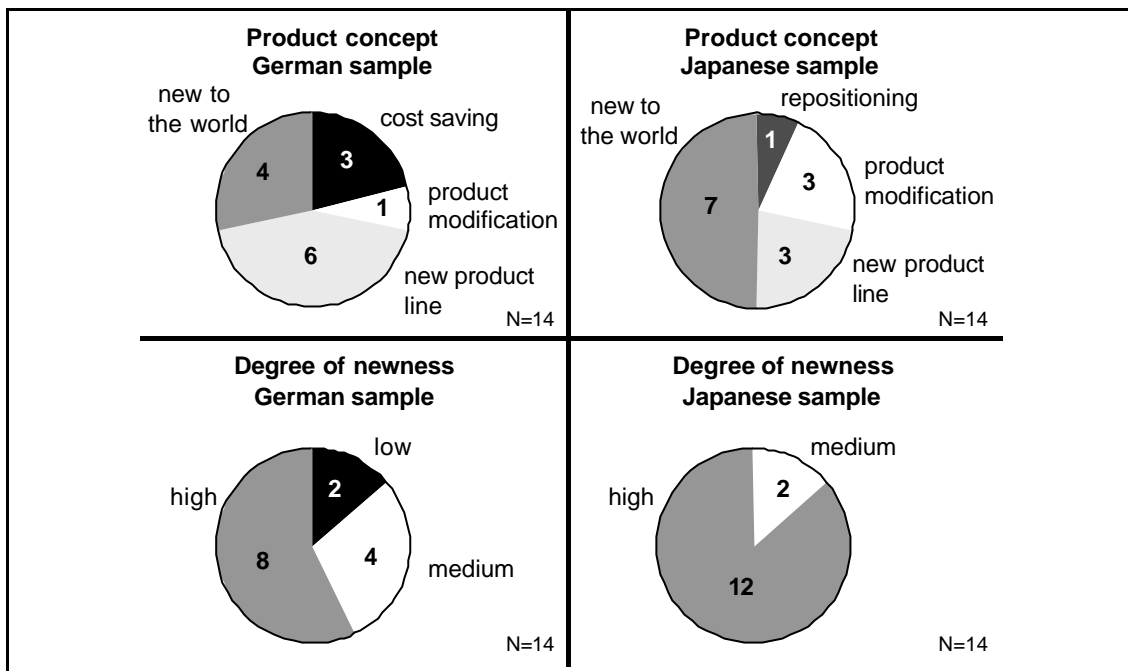 Product concept
German sample
new to
the world
cost saving
3
4
product
modification
1
6
new product
line
N=14
Product concept
Japanese sample
repositioning
new to
the world
1
product
modification
3
7
3
new product
line
N=14
Degree of newness
German sample
low
high
2
8
4
medium
N=14
Degree of newness
Japanese sample
medium
high
2
12
N=14